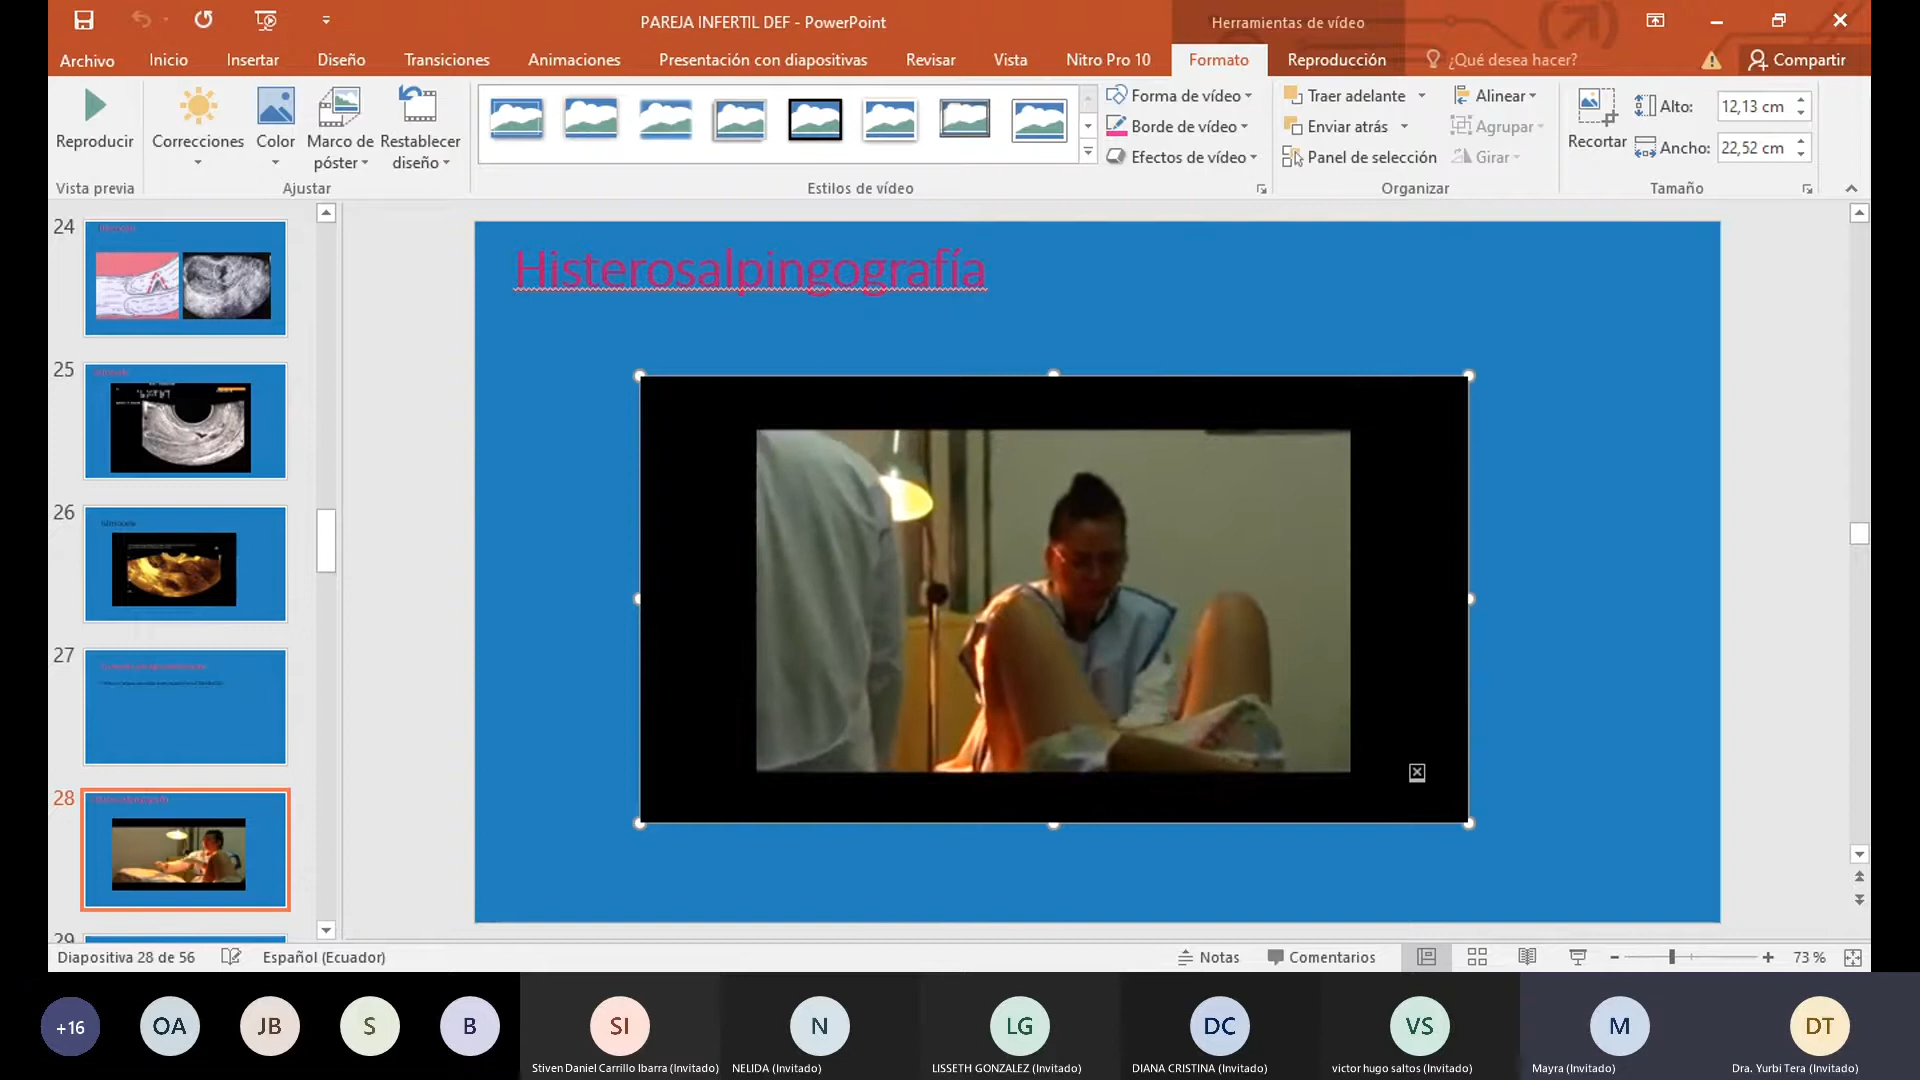 PAREJA INFERTIL DEF - PowerPoint
Herramientas de vídeo
Archivo Inicio Insertar Diseño Transiciones Animaciones Presentación con diapositivas Revisar Vista Nitro Pro 10 Formato Reproducción ¿Qué desea hacer? Compartir
Reproducir
Vista previa
Correcciones
Color
Marco de
póster
Restablecer
diseño
Ajustar
Estilos de vídeo
Forma de vídeo
Borde de vídeo
Efectos de vídeo
Traer adelante
Enviar atrás
Panel de selección
Alinear
Agrupar
Girar
Organizar
Recortar
Alto: 12,13 cm
Ancho: 22,52 cm
Tamaño
24
25
26
27
28
29
Histerosalpingografía
Diapositiva 28 de 56
Español (Ecuador)
Notas
Comentarios
73 %
+16
OA
JB
S
B
SI
Stiven Daniel Carrillo Ibarra (Invitado)
N
NELIDA (Invitado)
LG
LISSETH GONZALEZ (Invitado)
DC
DIANA CRISTINA (Invitado)
VS
victor hugo saltos (Invitado)
M
Mayra (Invitado)
DT
Dra. Yurbi Tera (Invitado)